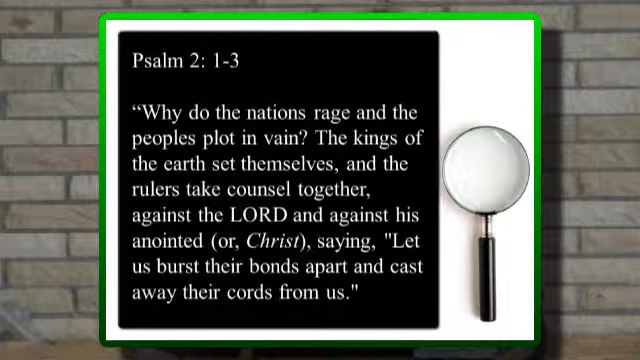 Psalm 2: 1-3
“Why do the nations rage and the
peoples plot in vain? The kings of
the earth set themselves, and the
rulers take counsel together,
against the LORD and against his
anointed (or, Christ), saying, "Let
us burst their bonds apart and cast
away their cords from us."